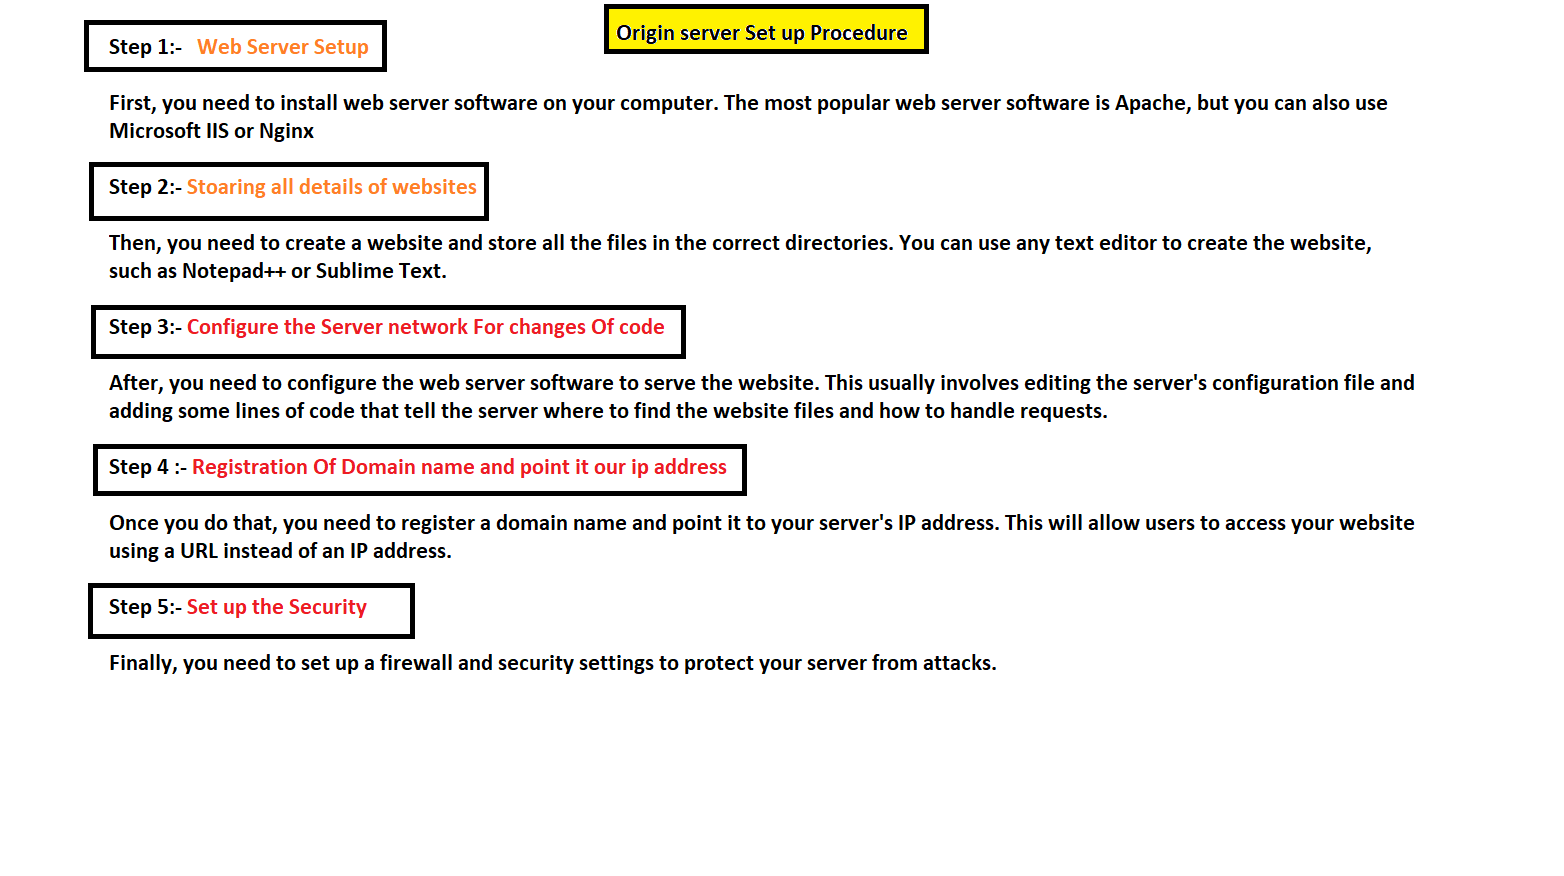 Origin server Set up Procedure
Step 1:- Web Server Setup
First, you need to install web server software on your computer. The most popular web server software is Apache, but you can also use
Microsoft IIS or Nginx
Step 2:- Stoaring all details of websites
Then, you need to create a website and store all the files in the correct directories. You can use any text editor to create the website,
such as Notepad++ or Sublime Text.
Step 3:- Configure the Server network For changes Of code
After, you need to configure the web server software to serve the website. This usually involves editing the server's configuration file and
adding some lines of code that tell the server where to find the website files and how to handle requests.
Step 4 :- Registration Of Domain name and point it our ip address
Once you do that, you need to register a domain name and point it to your server's IP address. This will allow users to access your website
using a URL instead of an IP address.
Step 5:- Set up the Security
Finally, you need to set up a firewall and security settings to protect your server from attacks.